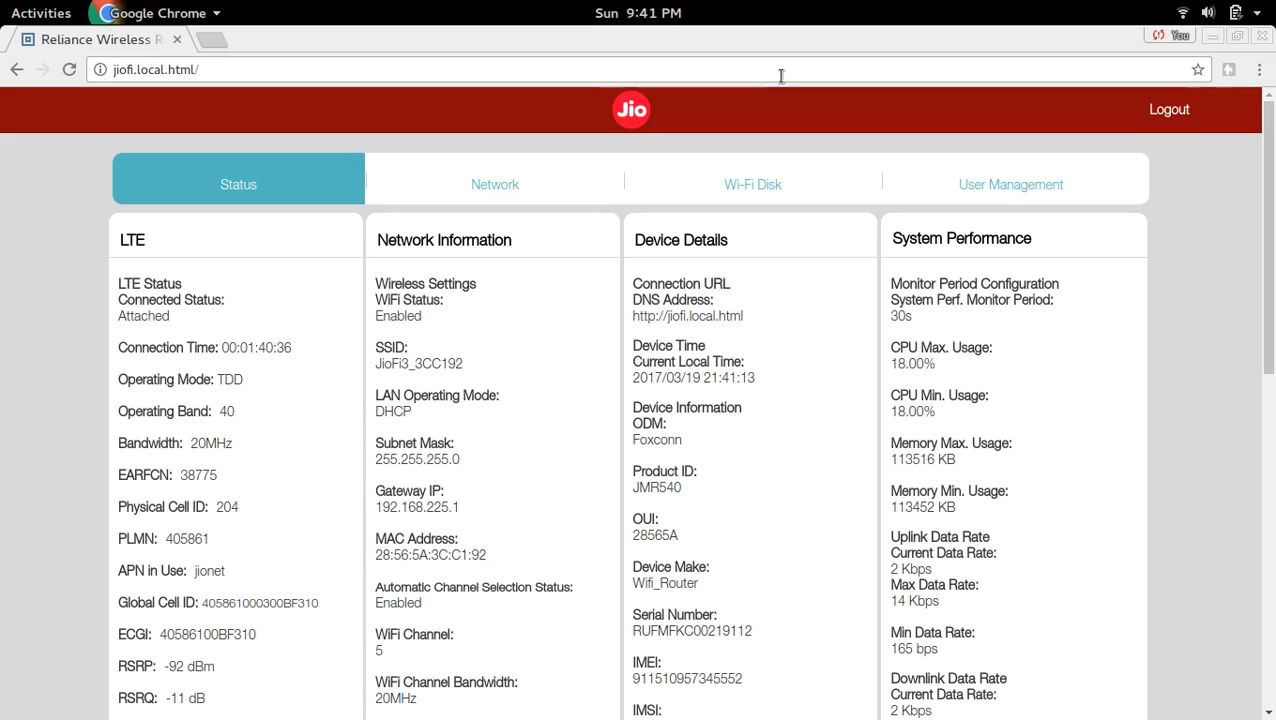 Activities
Google Chrome
Sun 9:41 PM
Reliance Wireless R
You
jiofi.local.html/
Jio
Logout
Status
Network
Wi-Fi Disk
User Management
LTE
LTE Status
Connected Status:
Attached
Connection Time: 00:01:40:36
Operating Mode: TDD
Operating Band: 40
Bandwidth: 20MHz
EARFCN: 38775
Physical Cell ID: 204
PLMN: 405861
APN in Use: jionet
Global Cell ID: 405861000300BF310
ECGI: 40586100BF310
RSRP: -92 dBm
RSRQ: -11 dB
Network Information
Wireless Settings
WiFi Status:
Enabled
SSID:
JioFi3_3CC192
LAN Operating Mode:
DHCP
Subnet Mask:
255.255.255.0
Gateway IP:
192.168.225.1
MAC Address:
28:56:5A:3C:C1:92
Automatic Channel Selection Status:
Enabled
WiFi Channel:
5
WiFi Channel Bandwidth:
20MHz
Device Details
Connection URL
DNS Address:
http://jiofi.local.html
Device Time
Current Local Time:
2017/03/19 21:41:13
Device Information
ODM:
Foxconn
Product ID:
JMR540
OUI:
28565A
Device Make:
Wifi_Router
Serial Number:
RUFMFKC00219112
IMEI:
911510957345552
IMSI:
System Performance
Monitor Period Configuration
System Perf. Monitor Period:
30s
CPU Max. Usage:
18.00%
CPU Min. Usage:
18.00%
Memory Max. Usage:
113516 KB
Memory Min. Usage:
113452 KB
Uplink Data Rate
Current Data Rate:
2 Kbps
Max Data Rate:
14 Kbps
Min Data Rate:
165 bps
Downlink Data Rate
Current Data Rate:
2 Kbps